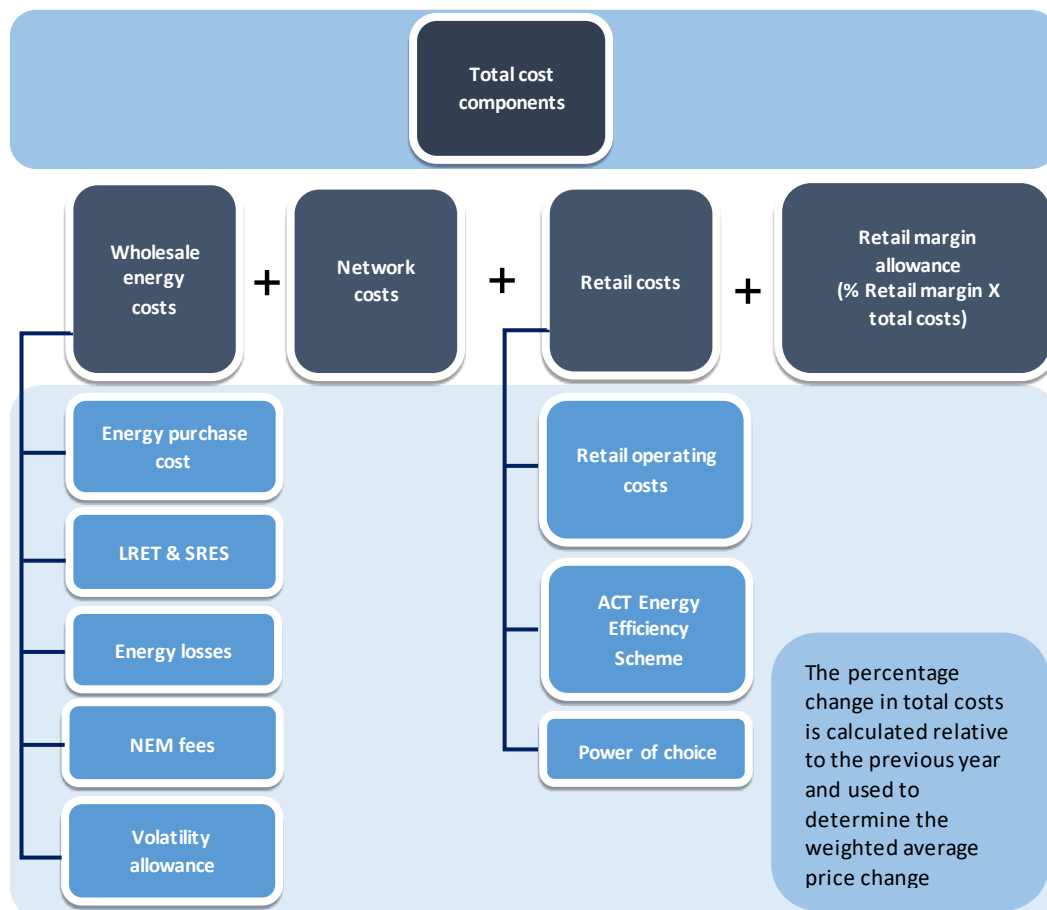 Total cost
components
Wholesale
energy
costs
+
Network
costs
+
Retail costs
+
Retail margin
allowance
(% Retail margin X
total costs)
Energy purchase
cost
LRET & SRES
Energy losses
NEM fees
Volatility
allowance
Retail operating
costs
ACT Energy
Efficiency
Scheme
Power of choice
The percentage
change in total costs
is calculated relative
to the previous year
and used to
determine the
weighted average
price change